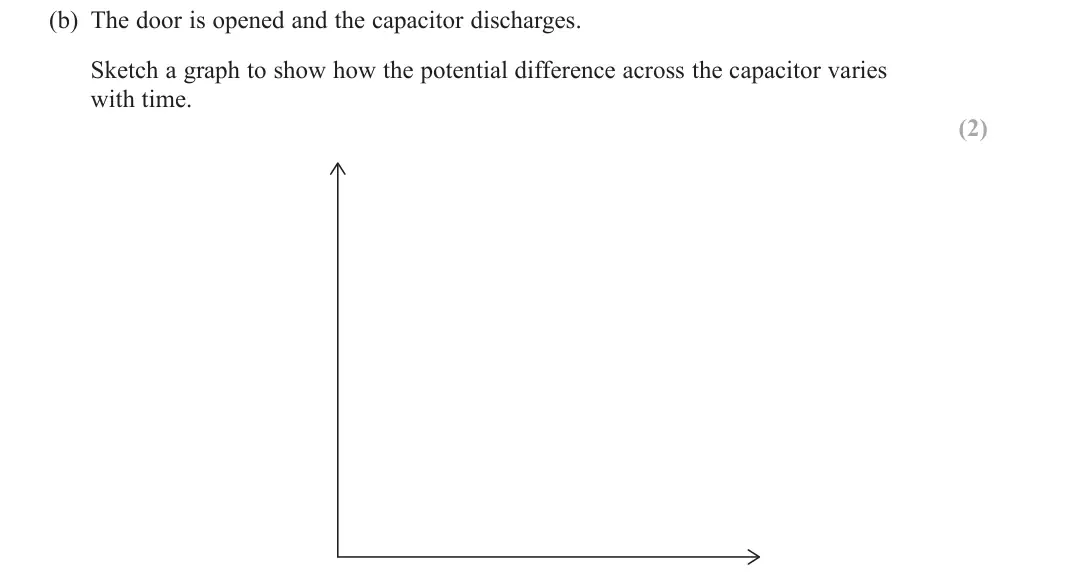 (b) The door is opened and the capacitor discharges.
Sketch a graph to show how the potential difference across the capacitor varies
with time.
(2)